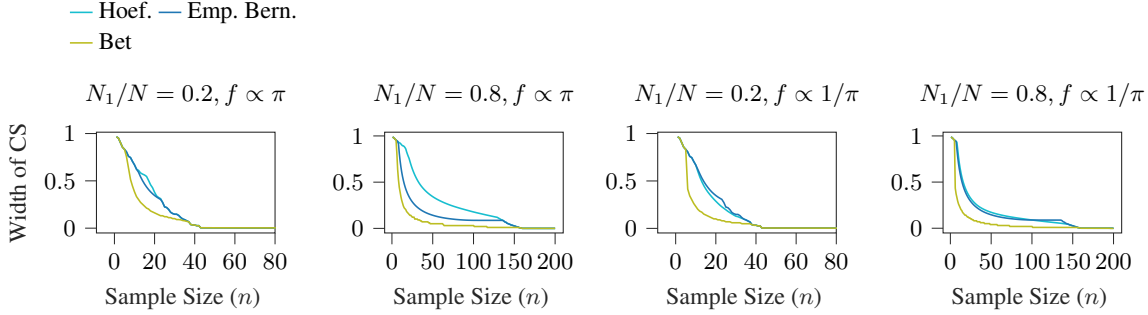 Hoef. Emp. Bern.
Bet
N₁/N = 0.2, f ∝ π
N₁/N = 0.8, f ∝ π
N₁/N = 0.2, f ∝ 1/π
N₁/N = 0.8, f ∝ 1/π
Width of CS
1
0.5
0
0 20 40 60 80
Sample Size (n)
1
0.5
0
0 50 100 150 200
Sample Size (n)
1
0.5
0
0 20 40 60 80
Sample Size (n)
1
0.5
0
0 50 100 150 200
Sample Size (n)